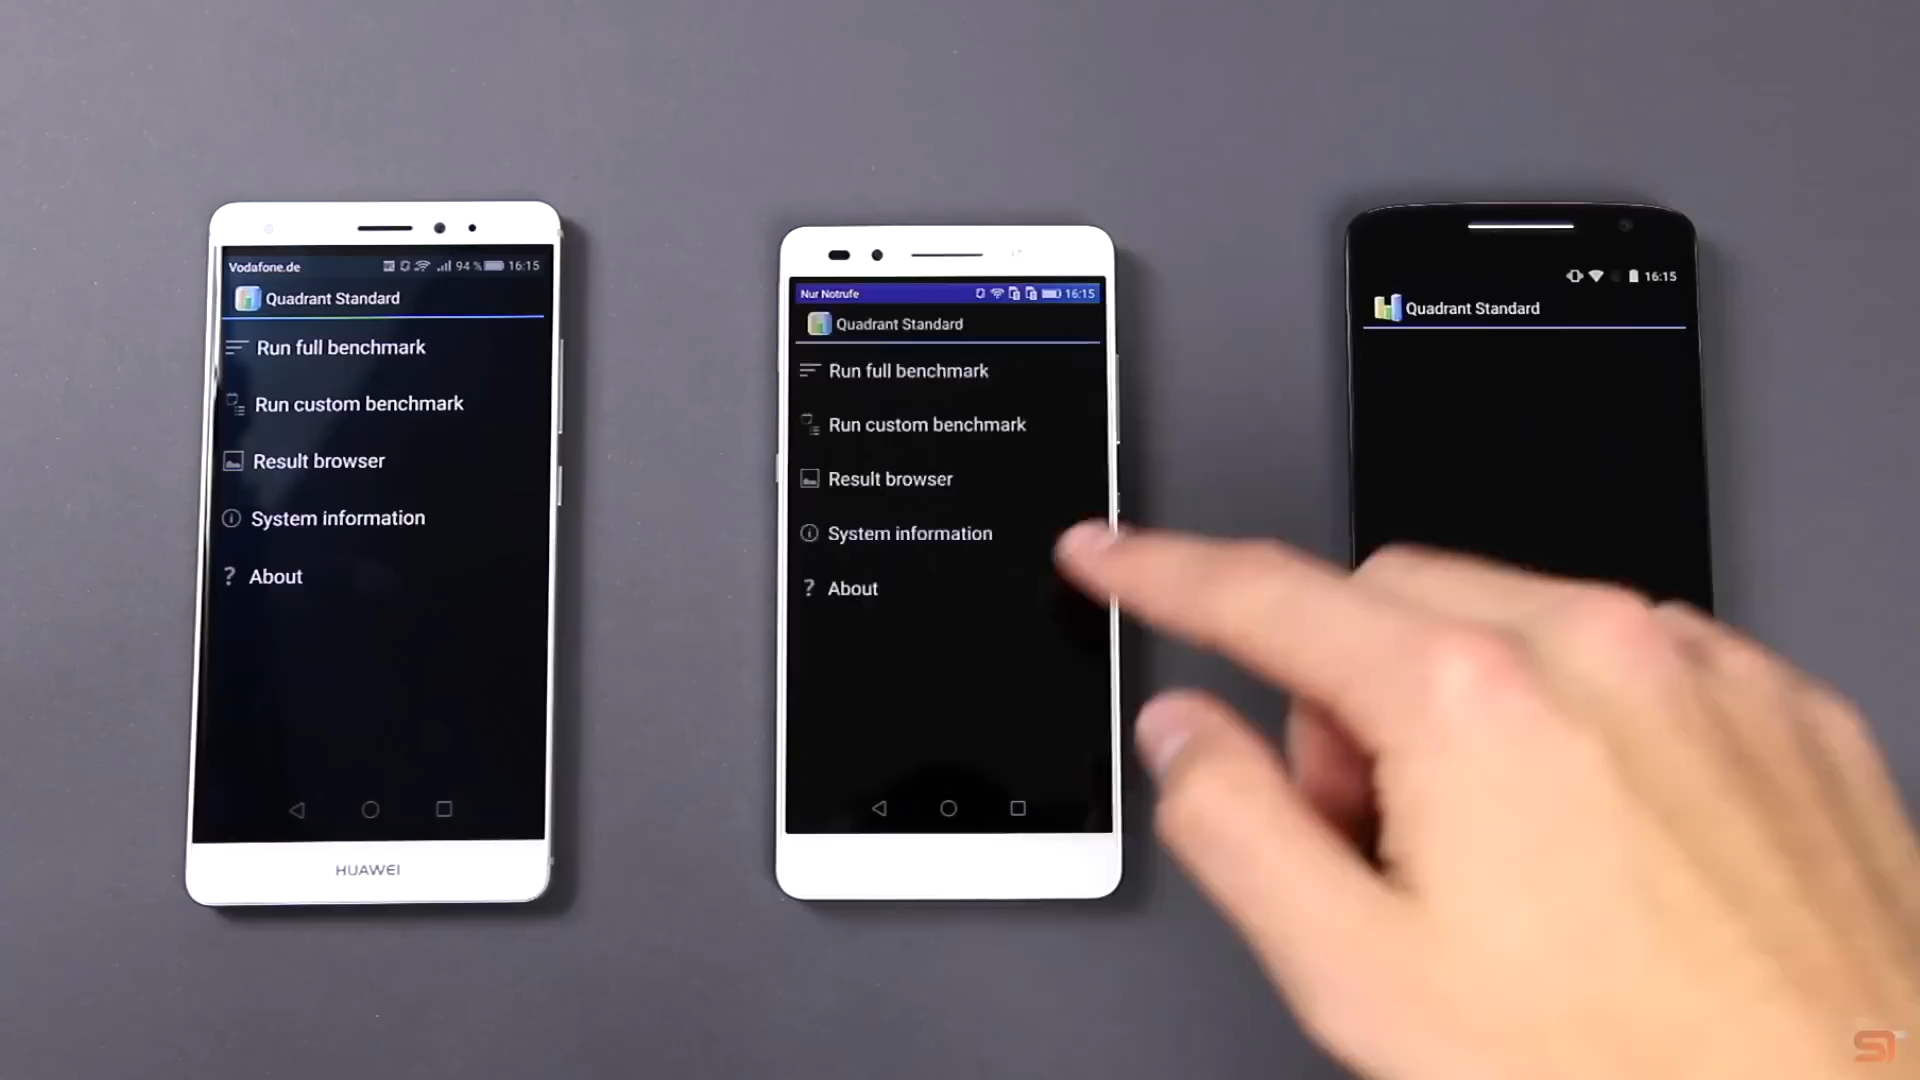 Vodafone.de 94 % 16:15
Quadrant Standard
Run full benchmark
Run custom benchmark
Result browser
System information
? About
HUAWEI
Nur Notrufe 16:15
Quadrant Standard
Run full benchmark
Run custom benchmark
Result browser
System information
? About
16:15
Quadrant Standard
ST